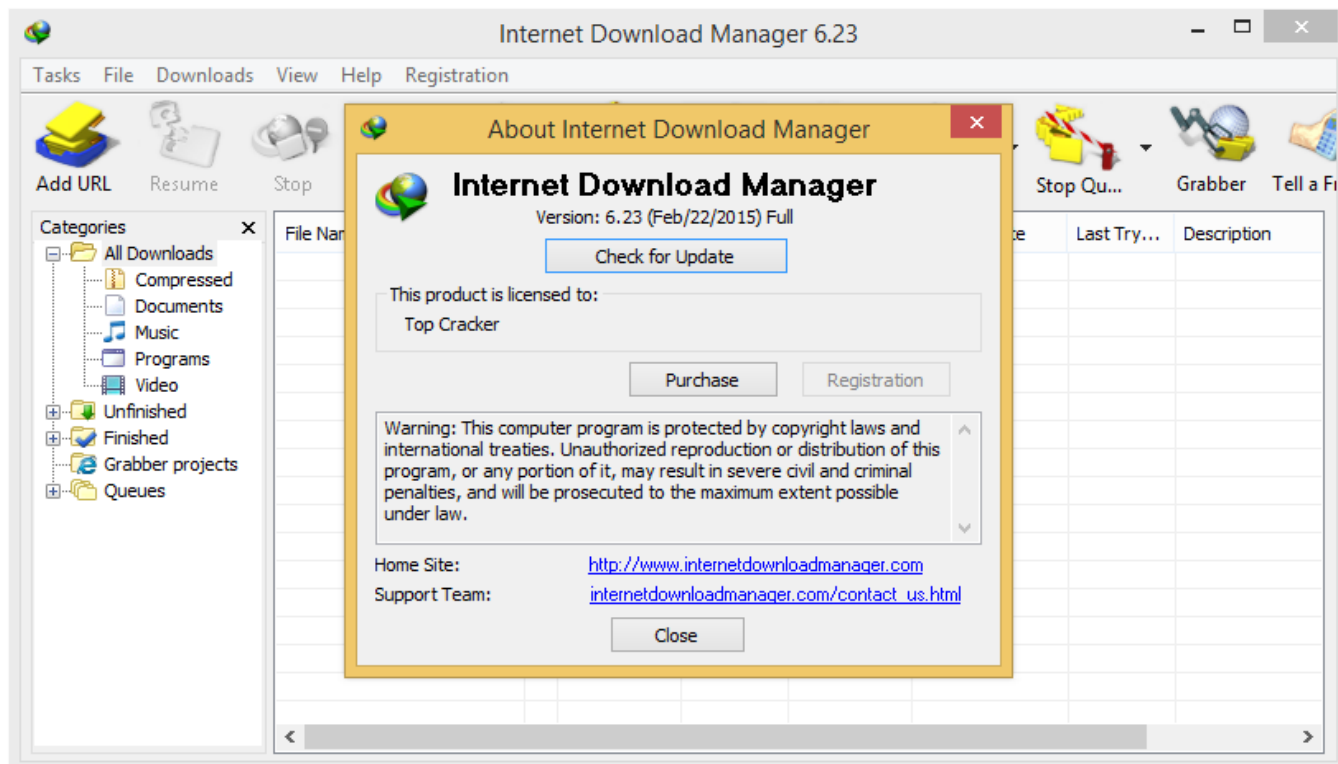 Internet Download Manager 6.23
Tasks File Downloads View Help Registration
Add URL
Resume
Stop
Stop Qu...
Grabber
Tell a Fr
Categories
All Downloads
Compressed
Documents
Music
Programs
Video
Unfinished
Finished
Grabber projects
Queues
File Nar
Last Try...
Description
About Internet Download Manager
Internet Download Manager
Version: 6.23 (Feb/22/2015) Full
Check for Update
This product is licensed to:
Top Cracker
Purchase
Registration
Warning: This computer program is protected by copyright laws and
international treaties. Unauthorized reproduction or distribution of this
program, or any portion of it, may result in severe civil and criminal
penalties, and will be prosecuted to the maximum extent possible
under law.
Home Site: http://www.internetdownloadmanager.com
Support Team: internetdownloadmanager.com/contact_us.html
Close